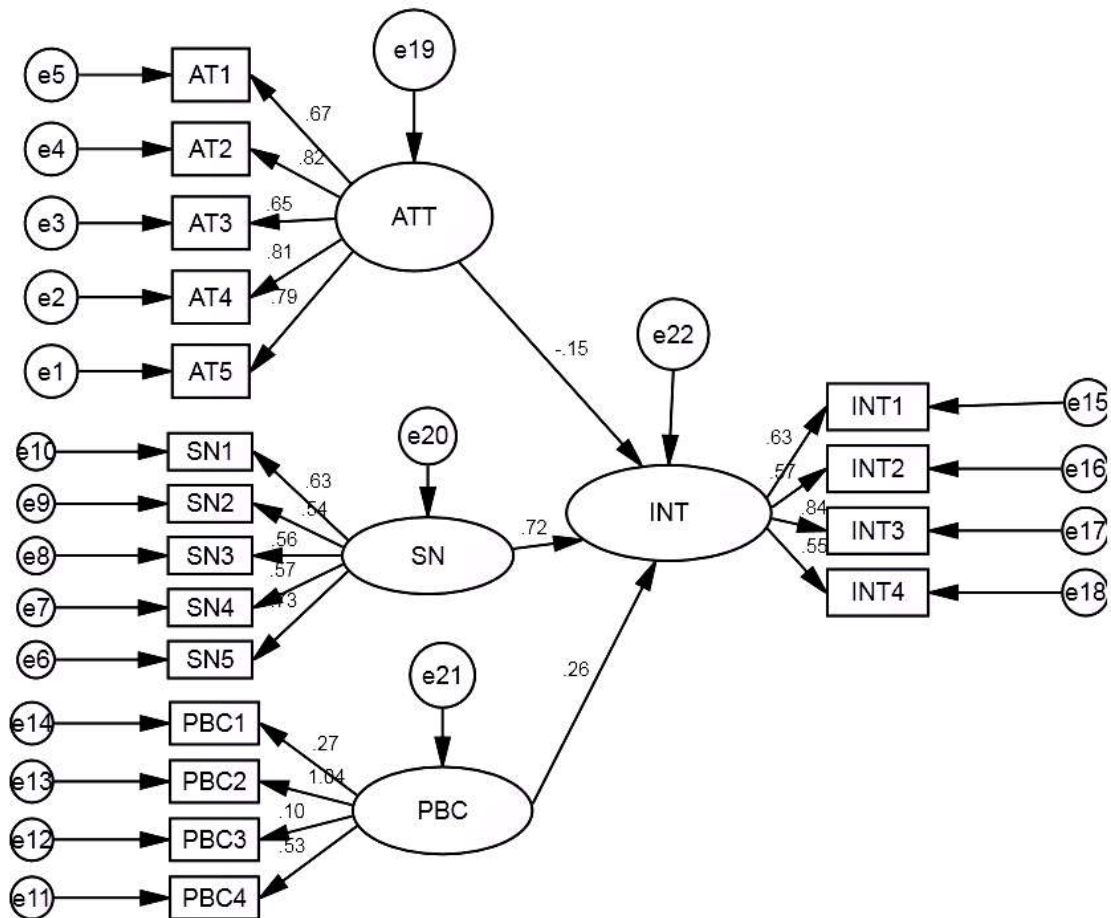 e19
e5
AT1
.67
e4
AT2
.82
e3
AT3
.65
ATT
e2
AT4
.81
e1
AT5
.79
-.15
e22
e10
SN1
.63
e20
e9
SN2
.54
e8
SN3
.56
SN
.72
e7
SN4
.57
e6
SN5
.73
INT
INT1
.63
e15
INT2
.57
e16
INT3
.84
e17
INT4
.55
e18
e21
.26
e14
PBC1
.27
e13
PBC2
1.04
e12
PBC3
.10
PBC
e11
PBC4
.53